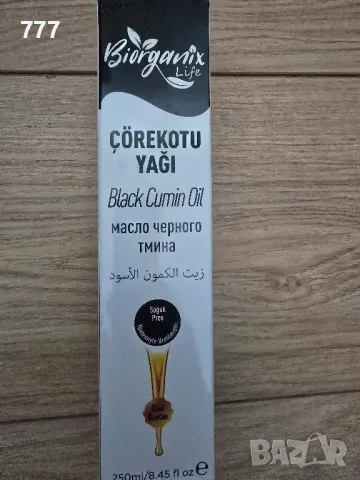 777
Biorganix
Life
ÇÖREKOTU
YAĞI
Black Cumin Oil
масло черного
тмина
زيت الكمون الأسود
Soğuk
Pres
250ml/8.45 fl oz e
BAZAR